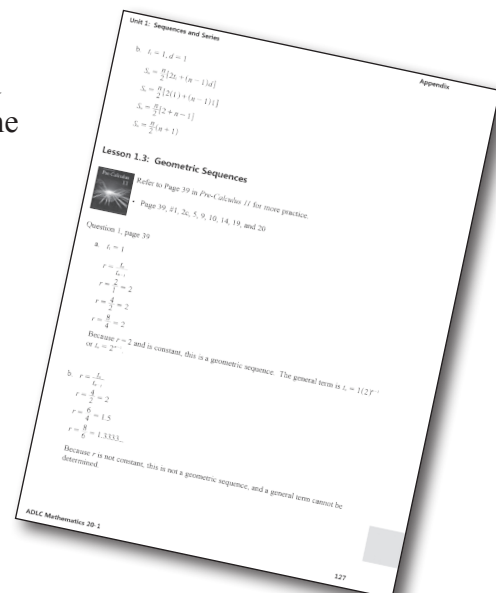 ne
Unit 1: Sequences and Series
Appendix
b. t₁ = 1, d = 1
Sₙ = n/2[2t₁ + (n − 1)d]
Sₙ = n/2[2(1) + (n − 1)1]
Sₙ = n/2[2 + n − 1]
Sₙ = n/2(n + 1)
Lesson 1.3: Geometric Sequences
Pre-Calculus 11
Refer to Page 39 in Pre-Calculus 11 for more practice.
• Page 39, #1, 2c, 5, 9, 10, 14, 19, and 20
Question 1, page 39
a. t₁ = 1
r = tₙ/tₙ₋₁
r = 2/1 = 2
r = 4/2 = 2
r = 8/4 = 2
Because r = 2 and is constant, this is a geometric sequence. The general term is tₙ = 1(2)ⁿ⁻¹
or tₙ = 2ⁿ⁻¹.
b. r = tₙ/tₙ₋₁
r = 4/2 = 2
r = 6/4 = 1.5
r = 8/6 = 1.3333...
Because r is not constant, this is not a geometric sequence, and a general term cannot be
determined.
ADLC Mathematics 20-1
127